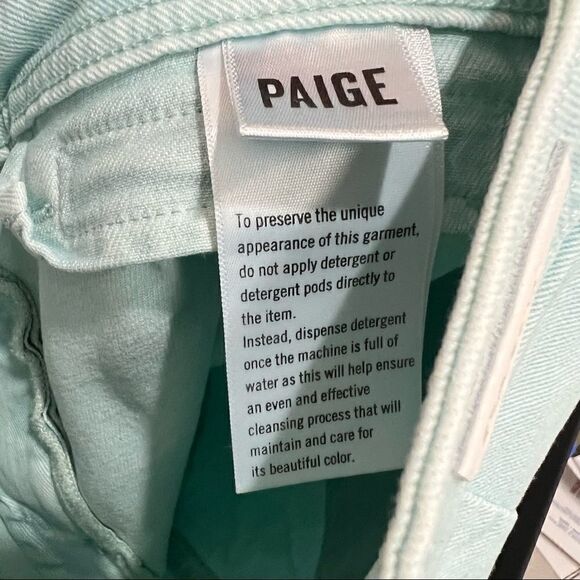 PAIGE
To preserve the unique
appearance of this garment,
do not apply detergent or
detergent pods directly to
the item.
Instead, dispense detergent
once the machine is full of
water as this will help ensure
an even and effective
cleansing process that will
maintain and care for
its beautiful color.